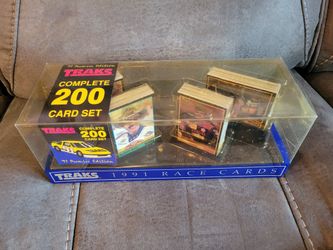 '91 Premier Edition
TRAKS
COMPLETE
200
CARD SET
TRAKS
COMPLETE
200
CARD SET
'91 Premier Edition
TRAKS 1991 RACE CARDS